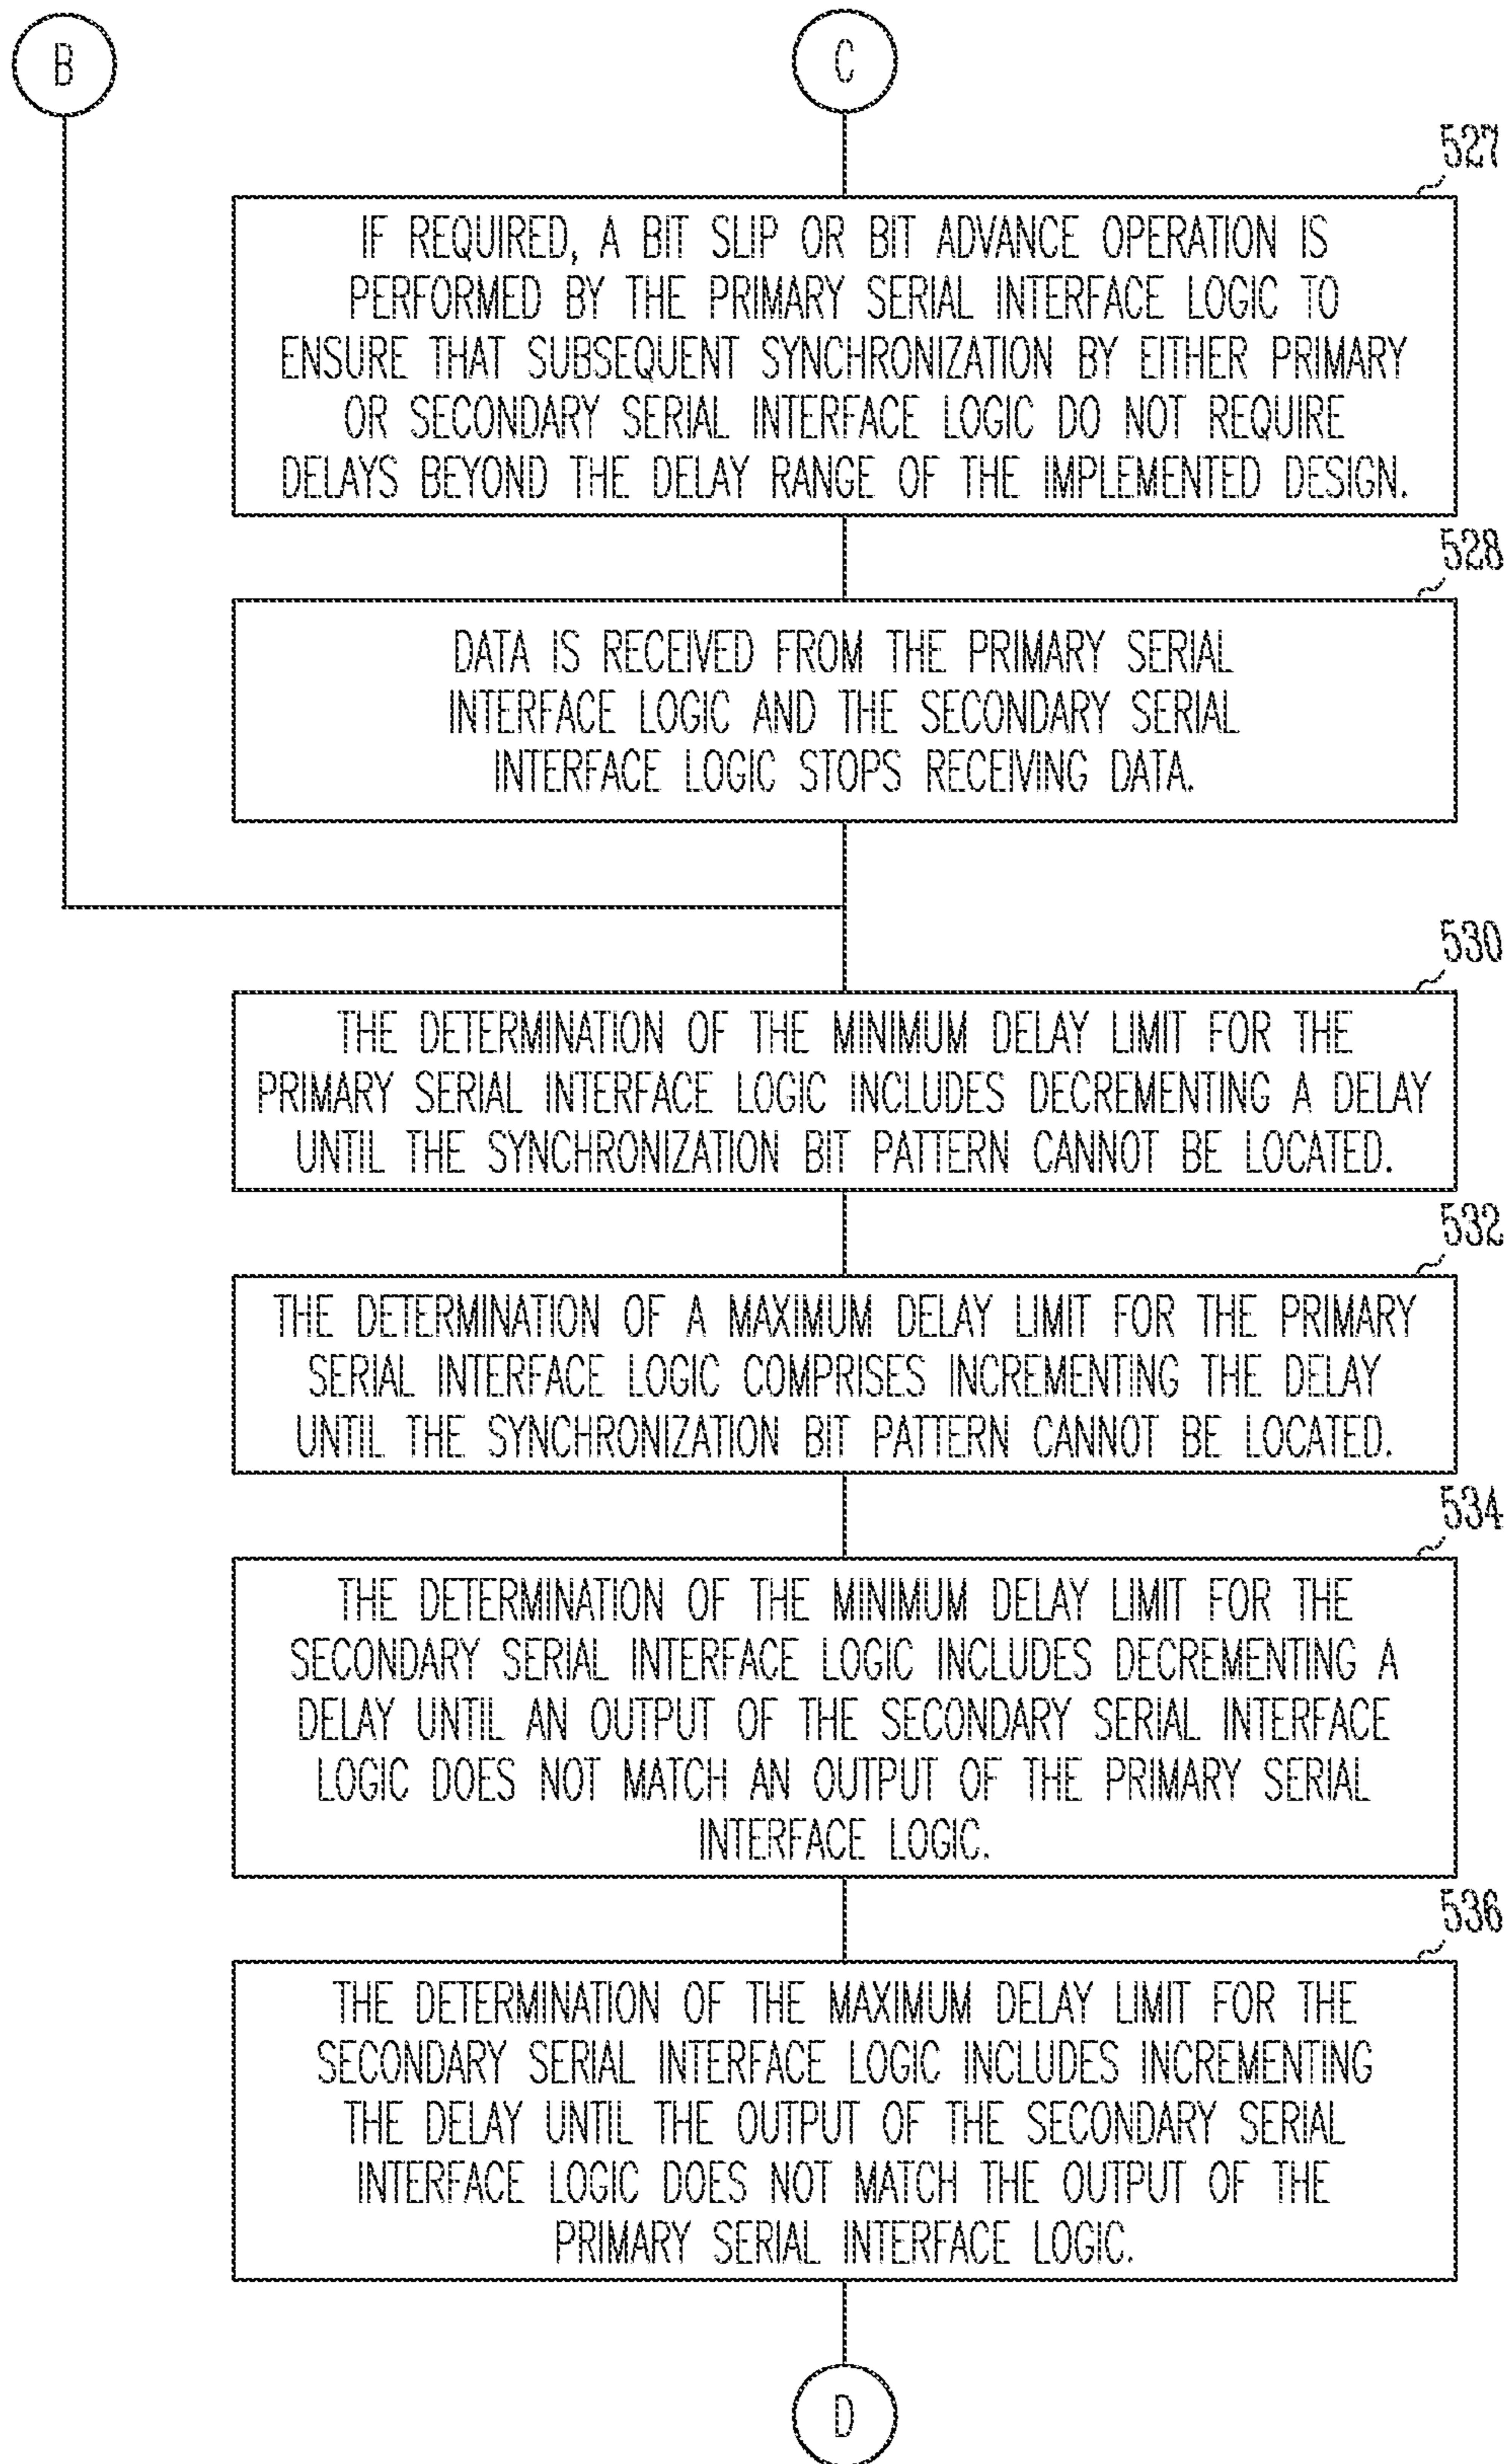 B
C
527
IF REQUIRED, A BIT SLIP OR BIT ADVANCE OPERATION IS
PERFORMED BY THE PRIMARY SERIAL INTERFACE LOGIC TO
ENSURE THAT SUBSEQUENT SYNCHRONIZATION BY EITHER PRIMARY
OR SECONDARY SERIAL INTERFACE LOGIC DO NOT REQUIRE
DELAYS BEYOND THE DELAY RANGE OF THE IMPLEMENTED DESIGN.
528
DATA IS RECEIVED FROM THE PRIMARY SERIAL
INTERFACE LOGIC AND THE SECONDARY SERIAL
INTERFACE LOGIC STOPS RECEIVING DATA.
530
THE DETERMINATION OF THE MINIMUM DELAY LIMIT FOR THE
PRIMARY SERIAL INTERFACE LOGIC INCLUDES DECREMENTING A DELAY
UNTIL THE SYNCHRONIZATION BIT PATTERN CANNOT BE LOCATED.
532
THE DETERMINATION OF A MAXIMUM DELAY LIMIT FOR THE PRIMARY
SERIAL INTERFACE LOGIC COMPRISES INCREMENTING THE DELAY
UNTIL THE SYNCHRONIZATION BIT PATTERN CANNOT BE LOCATED.
534
THE DETERMINATION OF THE MINIMUM DELAY LIMIT FOR THE
SECONDARY SERIAL INTERFACE LOGIC INCLUDES DECREMENTING A
DELAY UNTIL AN OUTPUT OF THE SECONDARY SERIAL INTERFACE
LOGIC DOES NOT MATCH AN OUTPUT OF THE PRIMARY SERIAL
INTERFACE LOGIC.
536
THE DETERMINATION OF THE MAXIMUM DELAY LIMIT FOR THE
SECONDARY SERIAL INTERFACE LOGIC INCLUDES INCREMENTING
THE DELAY UNTIL THE OUTPUT OF THE SECONDARY SERIAL
INTERFACE LOGIC DOES NOT MATCH THE OUTPUT OF THE
PRIMARY SERIAL INTERFACE LOGIC.
D